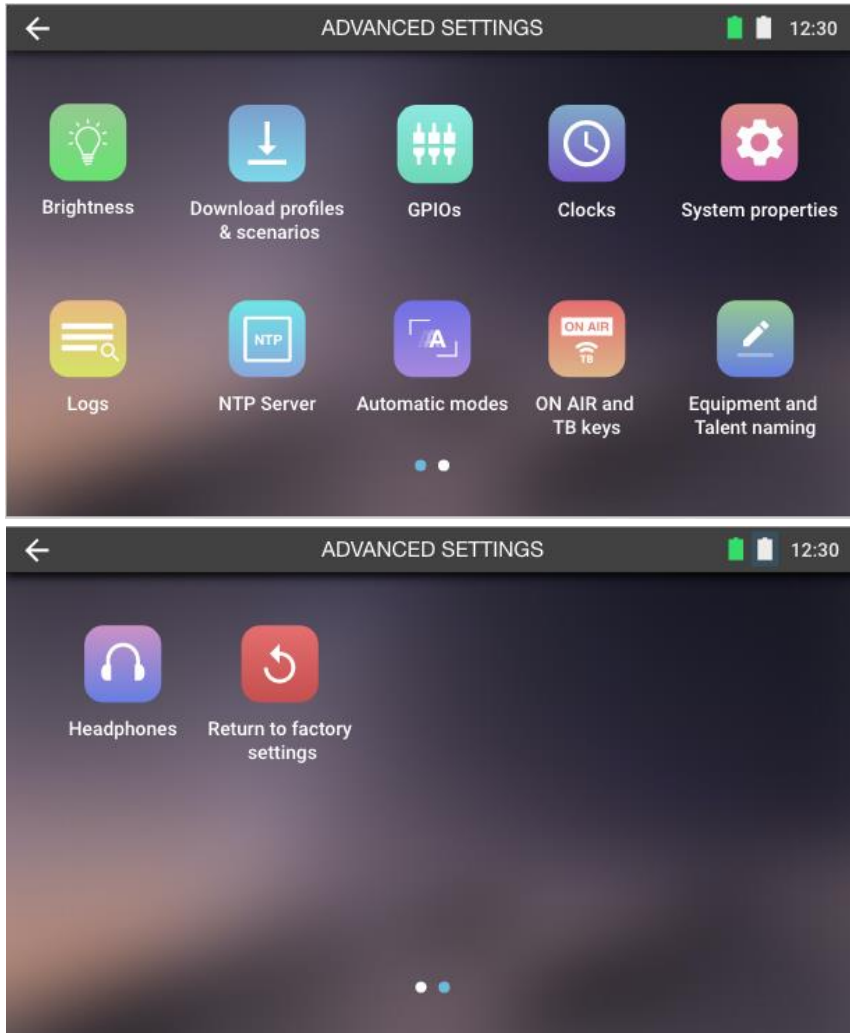 ADVANCED SETTINGS
12:30
Brightness
Download profiles
& scenarios
GPIOs
Clocks
System properties
Logs
NTP
NTP Server
A
Automatic modes
ON AIR
TB
ON AIR and
TB keys
Equipment and
Talent naming
ADVANCED SETTINGS
12:30
Headphones
Return to factory
settings